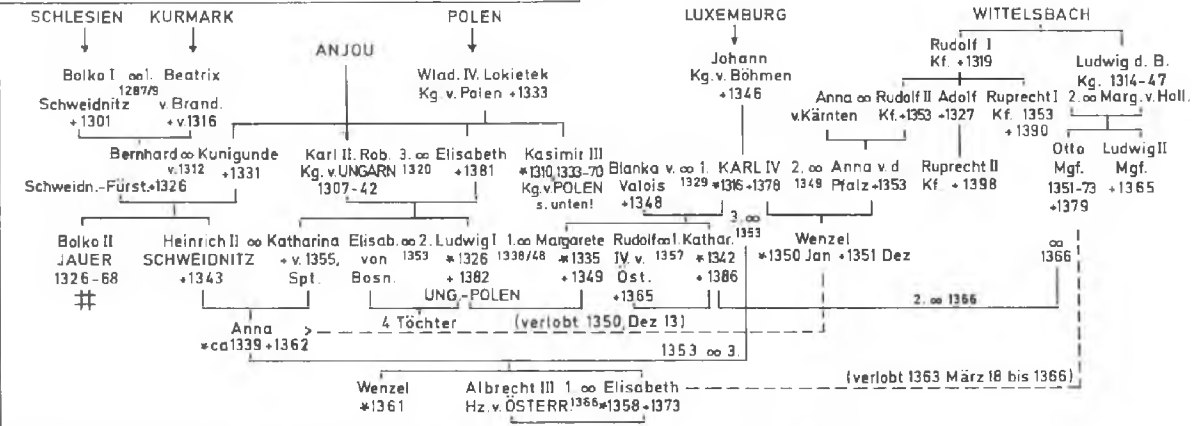 SCHLESIEN KURMARK POLEN LUXEMBURG WITTELSBACH
ANJOU
Bolko I ∞1. Beatrix
1287/9
Schweidnitz v. Brand.
+1301 +v.1316
Wlad. IV. Lokietek
Kg. v. Polen +1333
Johann
Kg. v. Böhmen
+1346
Rudolf I
Kf. +1319
Ludwig d. B.
Kg. 1314-47
2. ∞ Marg. v. Holl.
Anna ∞ Rudolf II Adolf Ruprecht I
v. Kärnten Kf. +1353 +1327 Kf. 1353
+1390
Bernhard ∞ Kunigunde
v.1312 +1331
Schweidn.-Fürst. +1326
Karl II. Rob. 3. ∞ Elisabeth
Kg. v. UNGARN 1320 +1381
1307-42
Kasimir III
*1310, 1333-70
Kg. v. POLEN
s. unten!
Blanka v. ∞ 1. KARL IV 2. ∞ Anna v. d
Valois 1329 *1316 +1378 1349 Pfalz +1353
+1348
Ruprecht II
Kf. +1398
Otto Ludwig II
Mgf. Mgf.
1351-73 +1365
+1379
3. ∞
1353
Bolko II
JAUER
1326-68
Heinrich II ∞ Katharina
SCHWEIDNITZ + v. 1355,
+1343 Spt.
Elisab. ∞ 2. Ludwig I 1. ∞ Margarete
von 1353 *1326 1338/48 *1335
Bosn. +1382 +1349
UNG.-POLEN
Rudolf ∞1. Kathar.
IV. v. 1357 *1342
Öst. +1386
+1365
Wenzel
*1350 Jan +1351 Dez
∞
1366
2. ∞ 1366
Anna
*ca1339 +1362
4 Töchter (verlobt 1350, Dez 13)
1353 ∞ 3.
Wenzel
*1361
Albrecht III 1. ∞ Elisabeth
Hz. v. ÖSTERR. 1366 *1358 +1373
(verlobt 1363 März 18 bis 1366)